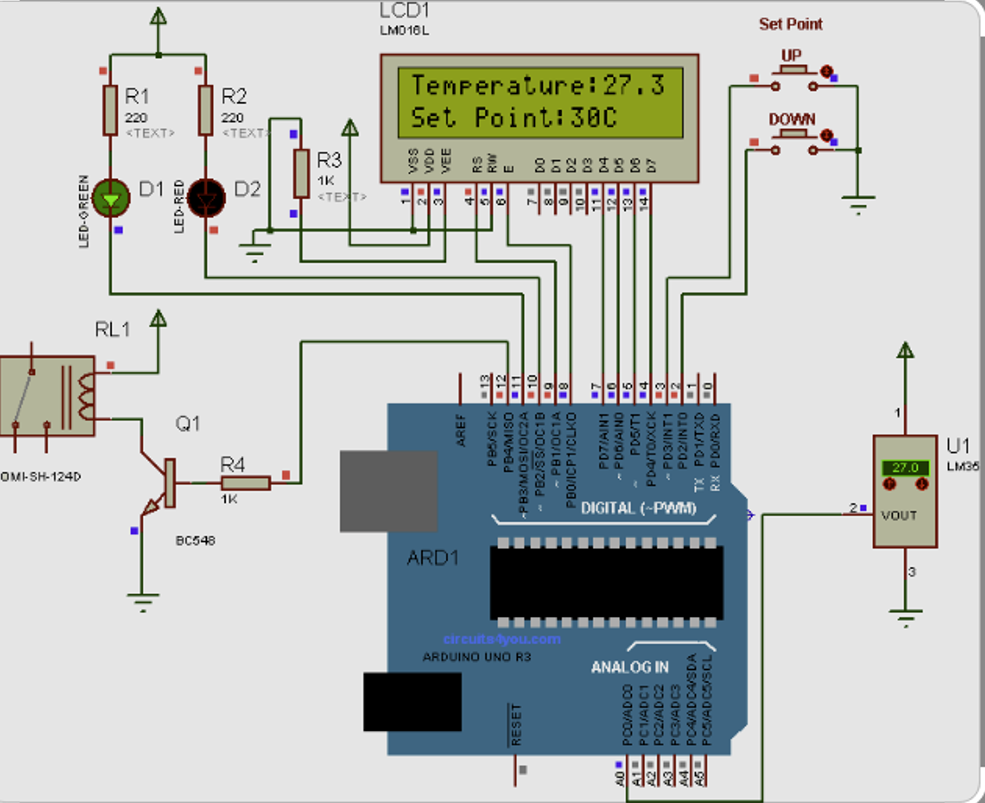 LCD1
LM016L
Set Point
UP
DOWN
Temperature:27.3
Set Point:30C
VSS
VDD
VEE
RS
RW
E
D0
D1
D2
D3
D4
D5
D6
D7
1
2
3
4
5
6
7
8
9
10
11
12
13
14
R1
220
<TEXT>
R2
220
<TEXT>
R3
1K
<TEXT>
LED-GREEN
D1
LED-RED
D2
RL1
OMI-SH-124D
Q1
BC548
R4
1K
AREF
13
12
11
10
9
8
7
6
5
4
3
2
1
0
PB5/SCK
PB4/MISO
~PB3/MOSI/OC2A
~ PB2/SS/OC1B
~ PB1/OC1A
PB0/ICP1/CLKO
PD7/AIN1
~ PD6/AIN0
~ PD5/T1
PD4/T0/XCK
~ PD3/INT1
PD2/INT0
TX PD1/TXD
RX PD0/RXD
DIGITAL (~PWM)
ARD1
circuits4you.com
ARDUINO UNO R3
ANALOG IN
RESET
PC0/ADC0
PC1/ADC1
PC2/ADC2
PC3/ADC3
PC4/ADC4/SDA
PC5/ADC5/SCL
A0
A1
A2
A3
A4
A5
1
U1
LM35
27.0
2
VOUT
3